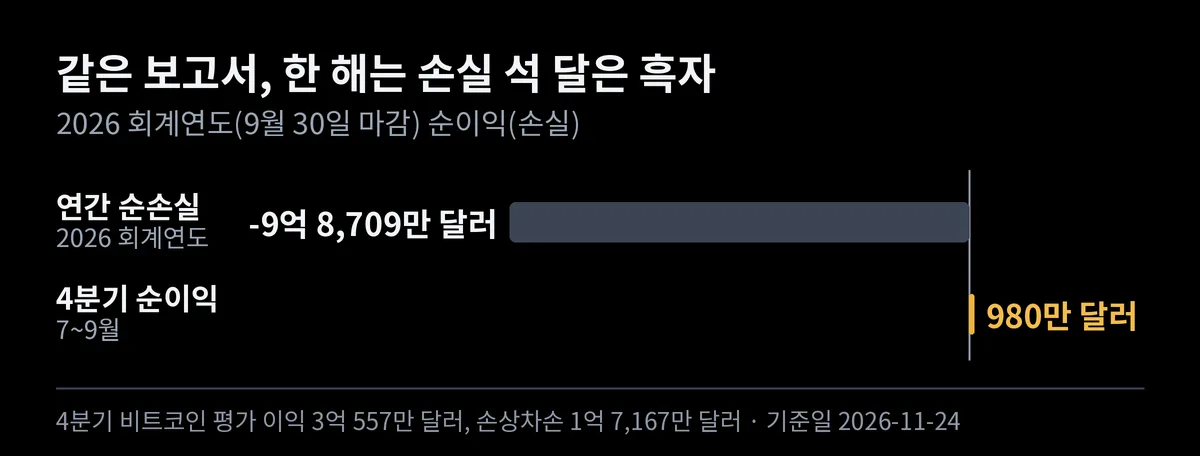 같은 보고서, 한 해는 손실 석 달은 흑자
2026 회계연도(9월 30일 마감) 순이익(손실)
연간 순손실
2026 회계연도
-9억 8,709만 달러
4분기 순이익
7~9월
980만 달러
4분기 비트코인 평가 이익 3억 557만 달러, 손상차손 1억 7,167만 달러 · 기준일 2026-11-24